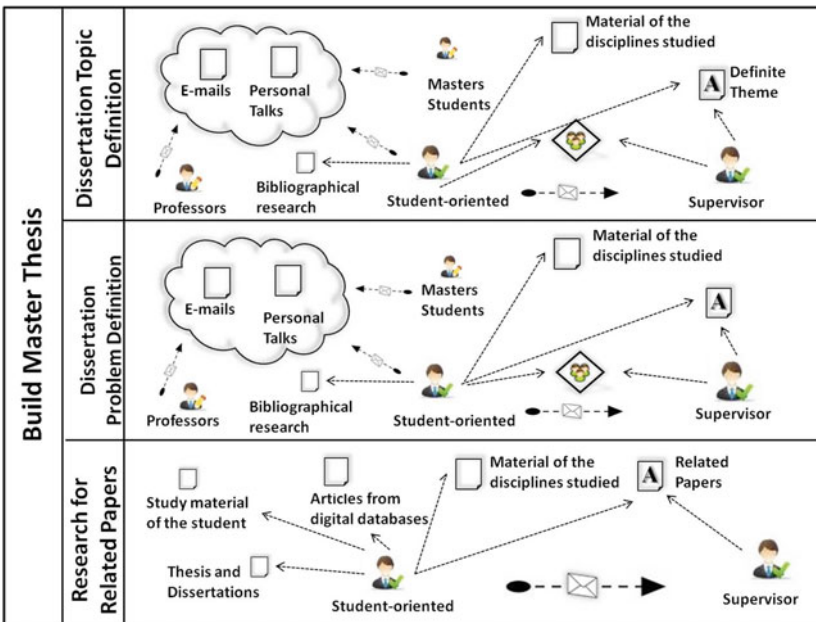 Build Master Thesis
Dissertation Topic
Definition
E-mails
Personal
Talks
Masters
Students
Material of the
disciplines studied
A
Definite
Theme
Professors
Bibliographical
research
Student-oriented
Supervisor
Dissertation
Problem Definition
E-mails
Personal
Talks
Masters
Students
Material of the
disciplines studied
A
Professors
Bibliographical
research
Student-oriented
Supervisor
Research for
Related Papers
Study material
of the student
Articles from
digital databases
Material of the
disciplines studied
A
Related
Papers
Thesis and
Dissertations
Student-oriented
Supervisor